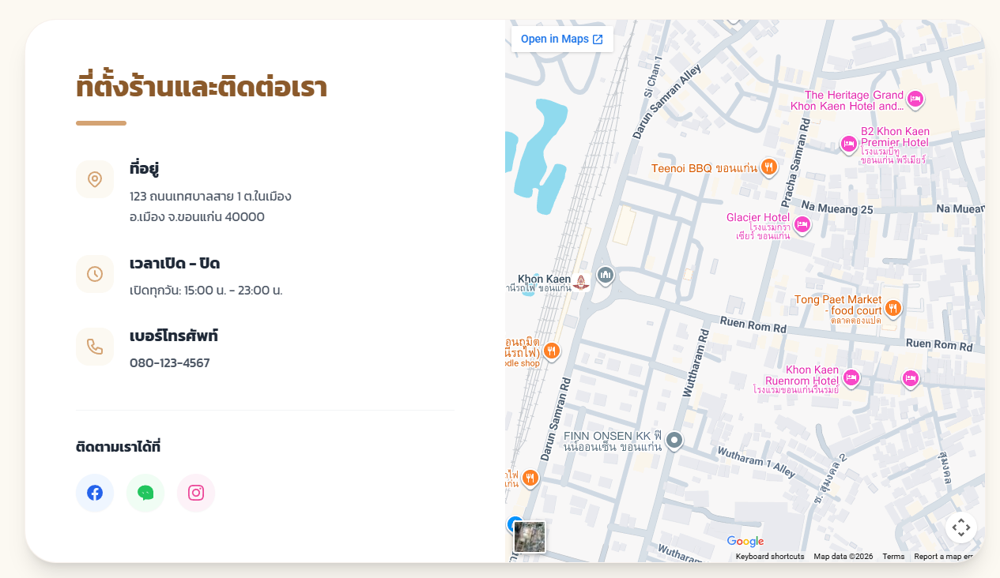 ที่ตั้งร้านและติดต่อเรา
ที่อยู่
123 ถนนเทศบาลสาย 1 ต.ในเมือง
อ.เมือง จ.ขอนแก่น 40000
เวลาเปิด - ปิด
เปิดทุกวัน: 15:00 น. - 23:00 น.
เบอร์โทรศัพท์
080-123-4567
ติดตามเราได้ที่
Open in Maps
Si Chan 1
Darun Samran Alley
The Heritage Grand
Khon Kaen Hotel and...
B2 Khon Kaen
Premier Hotel
โรงแรมบีทู
ขอนแก่น พรีเมียร์
Pracha Samran Rd
Teenoi BBQ ขอนแก่น
Na Mueang 25
Na Muean
Glacier Hotel
โรงแรมกลา
เซียร์ ขอนแก่น
Khon Kaen
านีรถไฟ ขอนแก่น
Tong Paet Market
- food court
ตลาดต้องแปด
Ruen Rom Rd
Ruen Rom Rd
นีรถไฟ)
odle shop
Wuttharam Rd
Khon Kaen
Ruenrom Hotel
โรงแรมขอนแก่นรื่นรมย์
Darun Samran Rd
FINN ONSEN KK ฟิ
นน์ออนเซ็น ขอนแก่น
Wutharam 1 Alley
ซ. สุมงคล 2
สุมงคล
Wuthara
Google
Keyboard shortcuts
Map data ©2026
Terms
Report a map err